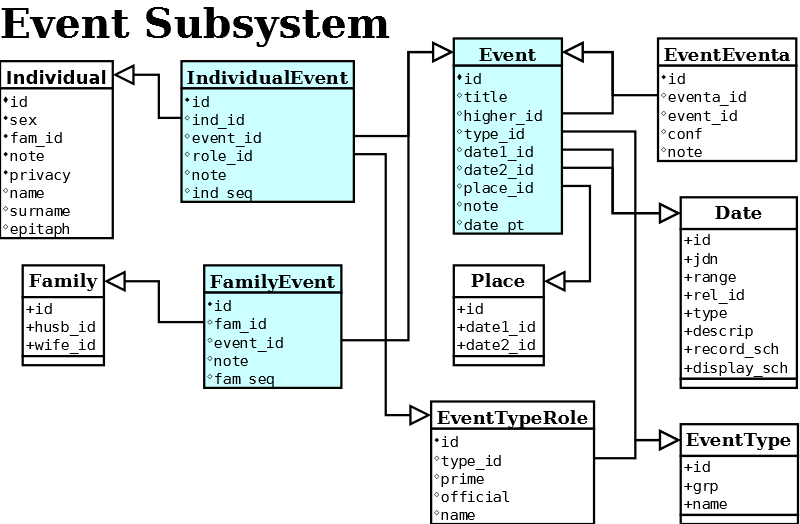 Event Subsystem
Individual
id
sex
fam_id
note
privacy
name
surname
epitaph
IndividualEvent
id
ind_id
event_id
role_id
note
ind_seq
Event
id
title
higher_id
type_id
date1_id
date2_id
place_id
note
date_pt
EventEventa
id
eventa_id
event_id
conf
note
Date
+id
+jdn
+range
+rel_id
+type
+descrip
+record_sch
+display_sch
Family
+id
+husb_id
+wife_id
FamilyEvent
id
fam_id
event_id
note
fam_seq
Place
+id
+date1_id
+date2_id
EventTypeRole
id
type_id
prime
official
name
EventType
+id
+grp
+name